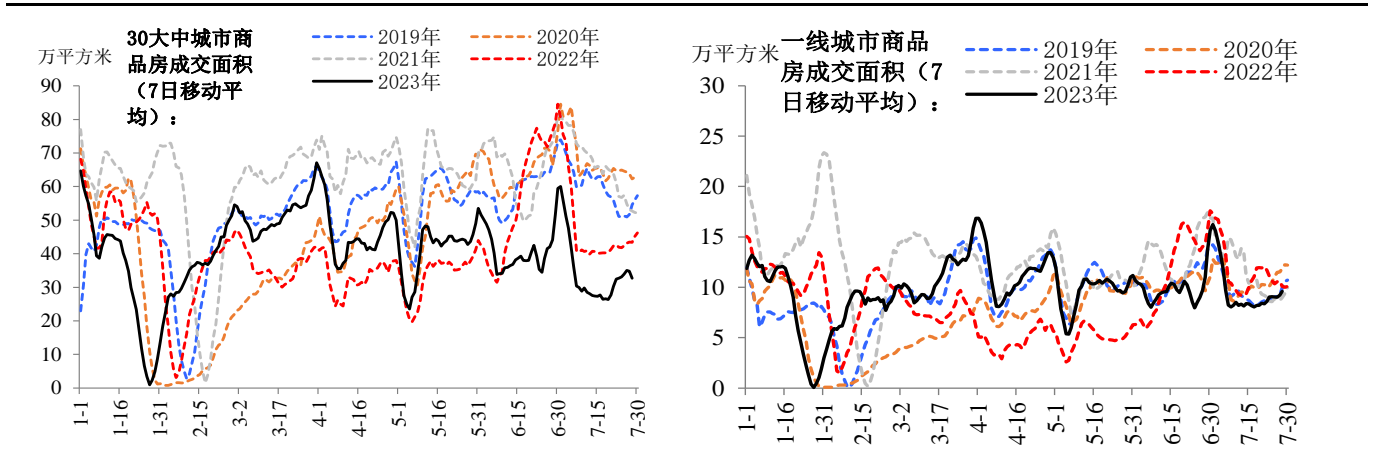 30大中城市商
品房成交面积
（7日移动平
均）：
万平方米
2019年
2020年
2021年
2022年
2023年
90
80
70
60
50
40
30
20
10
0
1-1
1-16
1-31
2-15
3-2
3-17
4-1
4-16
5-1
5-16
5-31
6-15
6-30
7-15
7-30
一线城市商品
房成交面积（7
日移动平均）：
万平方米
2019年
2020年
2021年
2022年
2023年
30
25
20
15
10
5
0
1-1
1-16
1-31
2-15
3-2
3-17
4-1
4-16
5-1
5-16
5-31
6-15
6-30
7-15
7-30